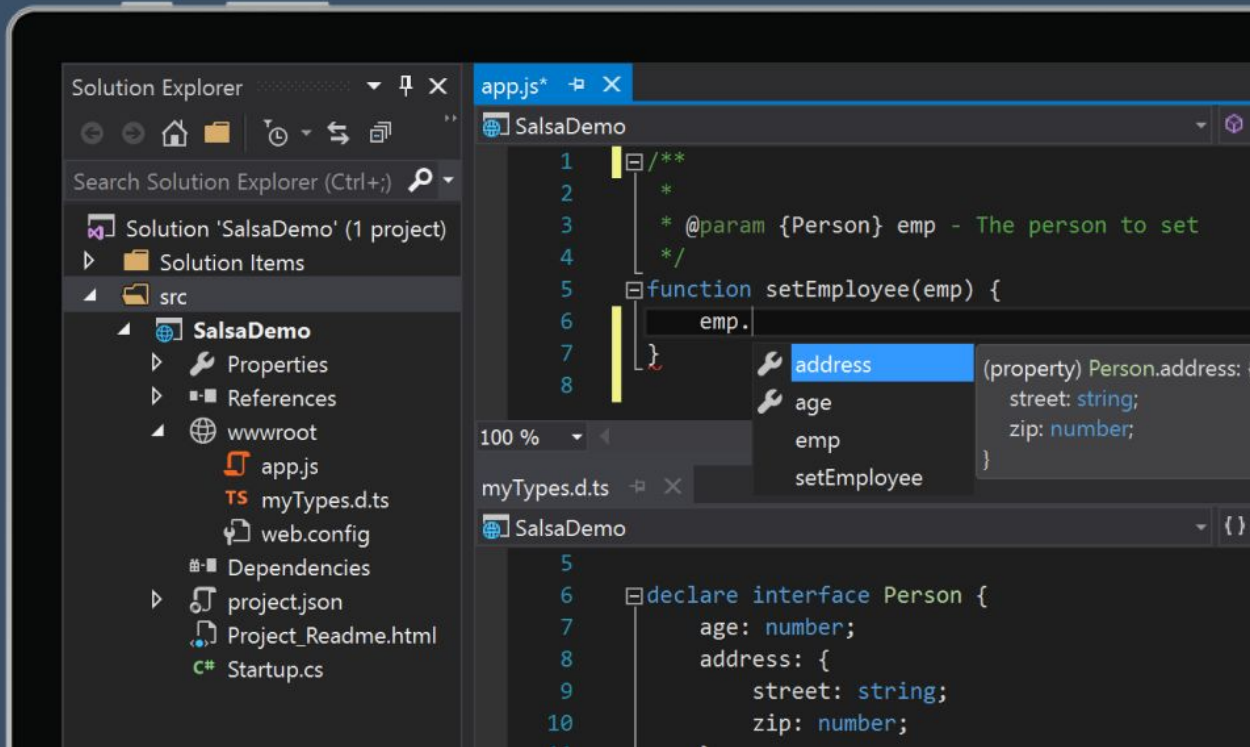 Solution Explorer
Search Solution Explorer (Ctrl+;)
Solution 'SalsaDemo' (1 project)
Solution Items
src
SalsaDemo
Properties
References
wwwroot
app.js
TS myTypes.d.ts
web.config
Dependencies
project.json
Project_Readme.html
C# Startup.cs
app.js*
SalsaDemo
1 /**
2 *
3 * @param {Person} emp - The person to set
4 */
5 function setEmployee(emp) {
6 emp.
7 }
8
address
age
emp
setEmployee
(property) Person.address: {
street: string;
zip: number;
}
100 %
myTypes.d.ts
SalsaDemo
{}
5
6 declare interface Person {
7 age: number;
8 address: {
9 street: string;
10 zip: number;